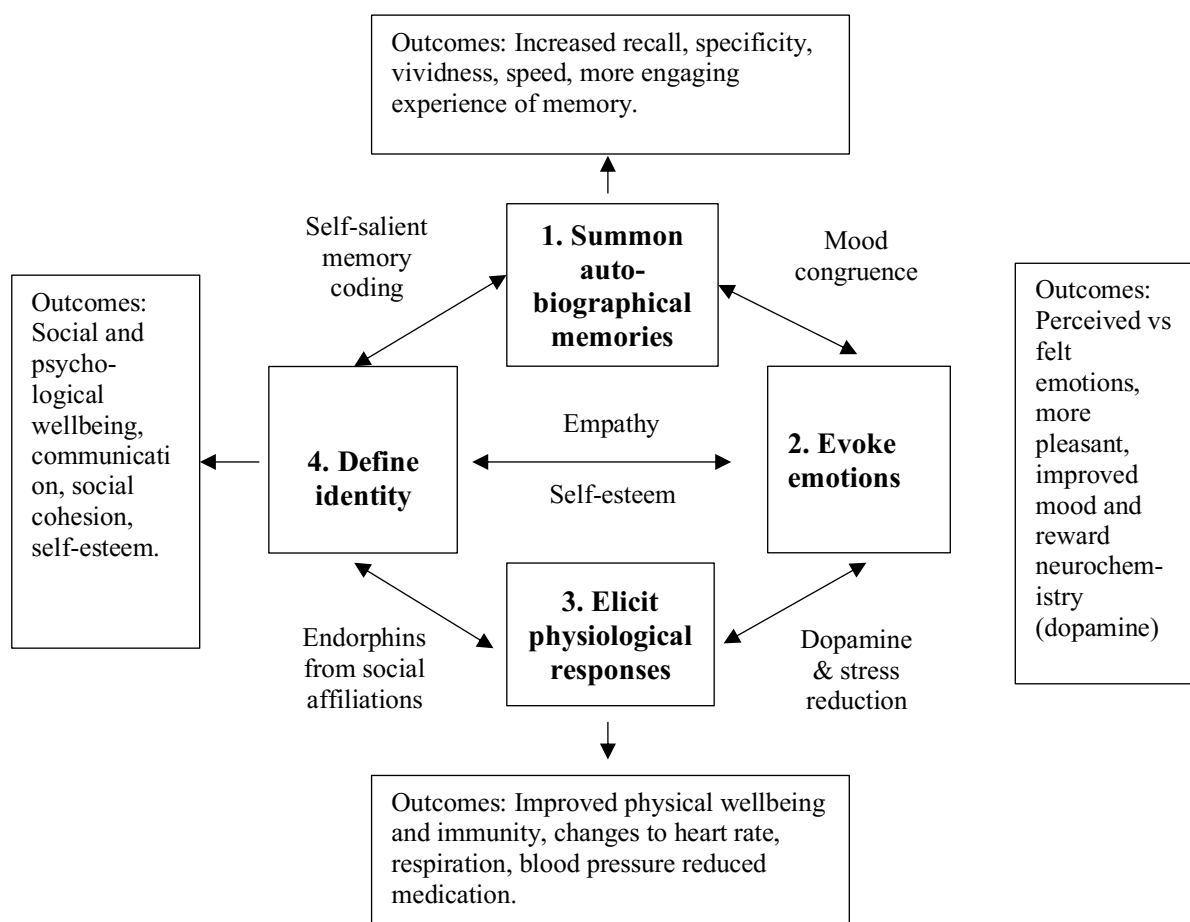 Outcomes: Increased recall, specificity,
vividness, speed, more engaging
experience of memory.
Self-salient
memory
coding
1. Summon
auto-
biographical
memories
Mood
congruence
Outcomes:
Social and
psycho-
logical
wellbeing,
communicati
on, social
cohesion,
self-esteem.
4. Define
identity
Empathy
Self-esteem
2. Evoke
emotions
Outcomes:
Perceived vs
felt
emotions,
more
pleasant,
improved
mood and
reward
neurochem-
istry
(dopamine)
Endorphins
from social
affiliations
3. Elicit
physiological
responses
Dopamine
& stress
reduction
Outcomes: Improved physical wellbeing
and immunity, changes to heart rate,
respiration, blood pressure reduced
medication.